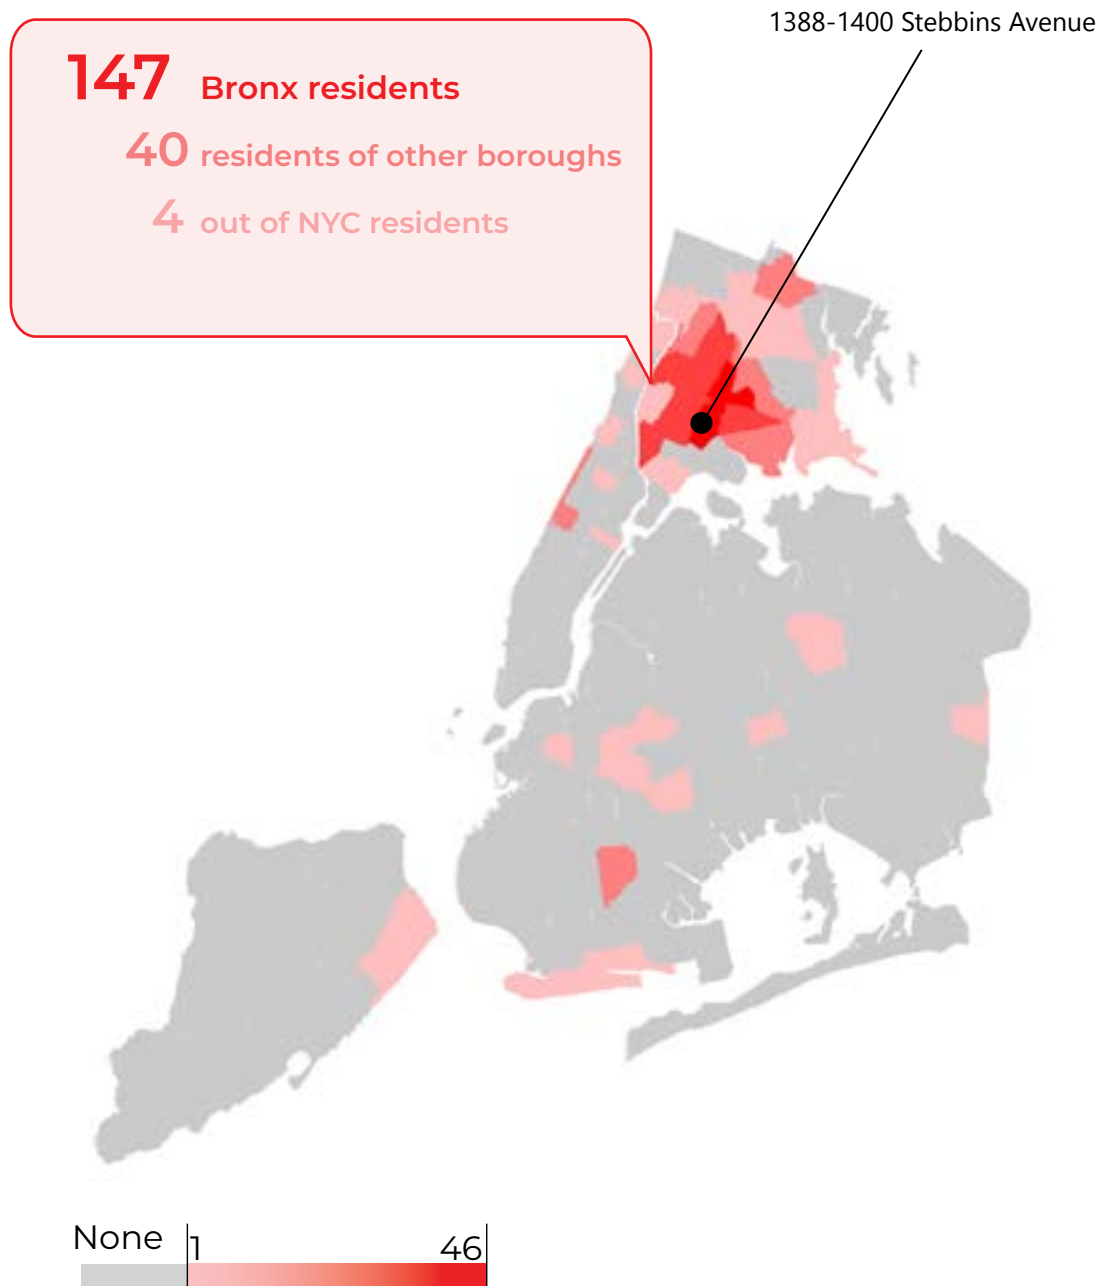 1388-1400 Stebbins Avenue
147 Bronx residents
40 residents of other boroughs
4 out of NYC residents
None 1 46